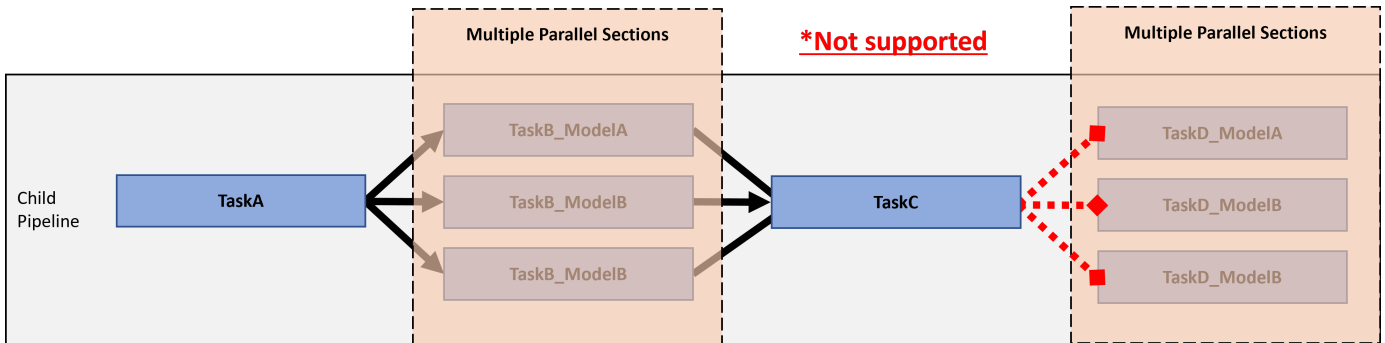 Multiple Parallel Sections
*Not supported
Multiple Parallel Sections
Child
Pipeline
TaskA
TaskB_ModelA
TaskB_ModelB
TaskB_ModelB
TaskC
TaskD_ModelA
TaskD_ModelB
TaskD_ModelB